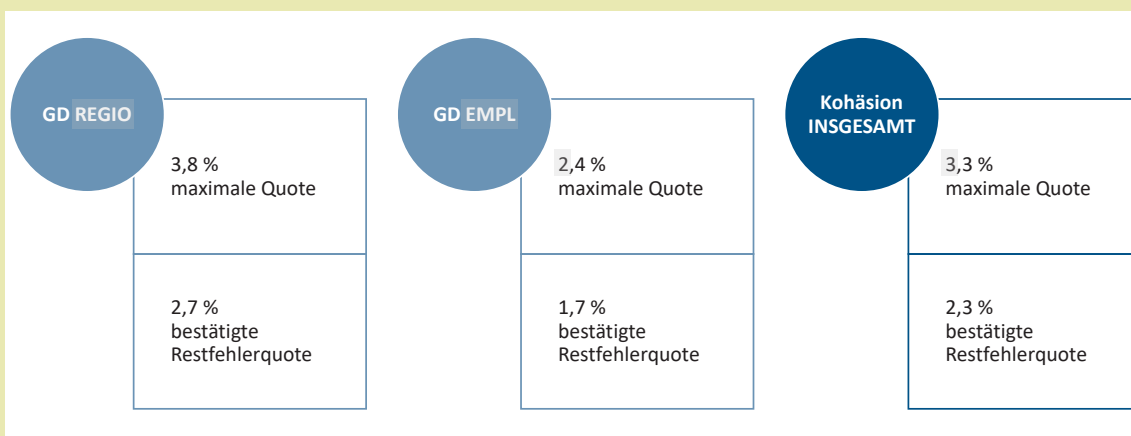 GD REGIO
3,8 %
maximale Quote
2,7 %
bestätigte
Restfehlerquote
GD EMPL
2,4 %
maximale Quote
1,7 %
bestätigte
Restfehlerquote
Kohäsion
INSGESAMT
3,3 %
maximale Quote
2,3 %
bestätigte
Restfehlerquote